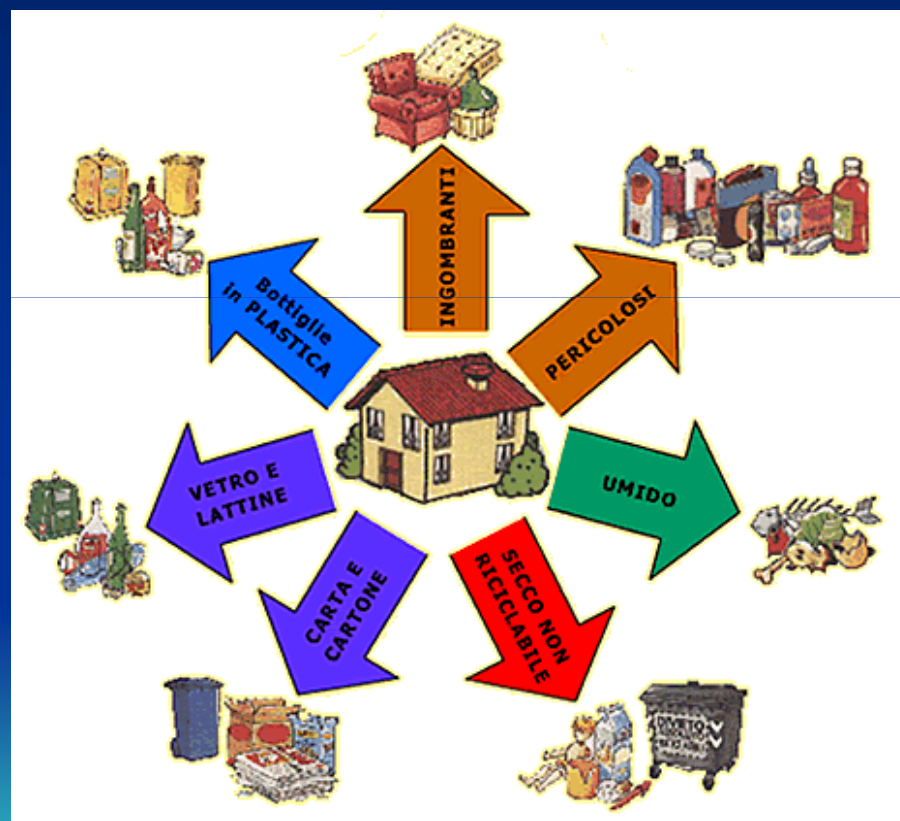 INGOMBRANTI
PERICOLOSI
UMIDO
SECCO NON
RICICLABILE
CARTA E
CARTONE
VETRO E
LATTINE
Bottiglie
in PLASTICA